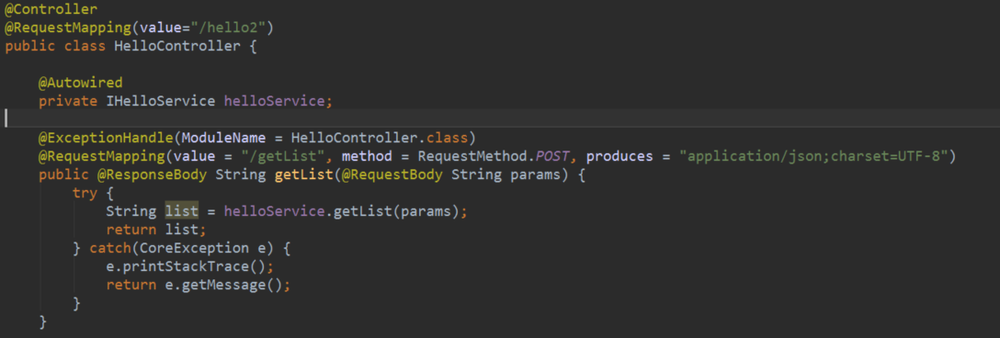 @Controller
@RequestMapping(value="/hello2")
public class HelloController {
@Autowired
private IHelloService helloService;
@ExceptionHandle(ModuleName = HelloController.class)
@RequestMapping(value = "/getList", method = RequestMethod.POST, produces = "application/json;charset=UTF-8")
public @ResponseBody String getList(@RequestBody String params) {
try {
String list = helloService.getList(params);
return list;
} catch(CoreException e) {
e.printStackTrace();
return e.getMessage();
}
}